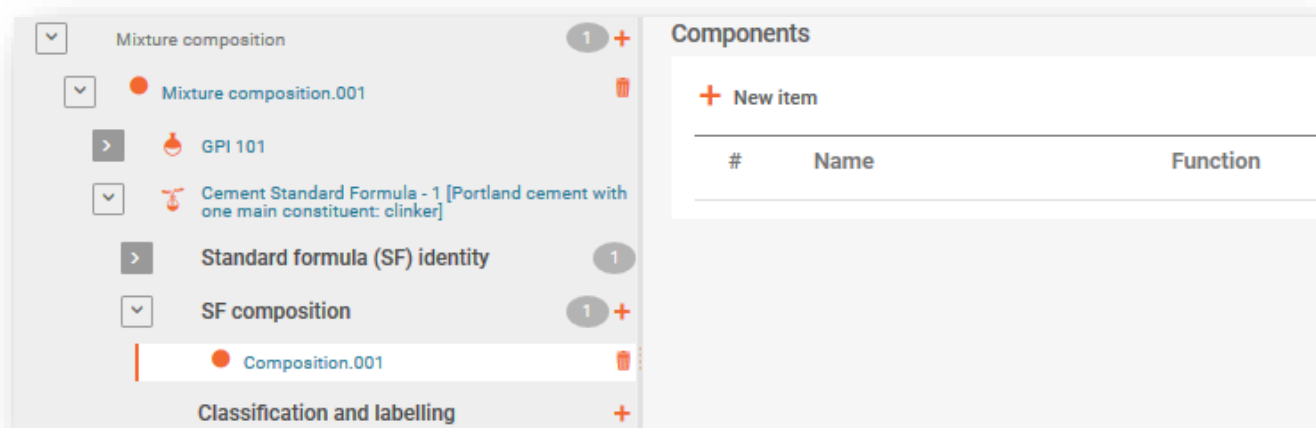 Mixture composition 1 +
Mixture composition.001
GPI 101
Cement Standard Formula - 1 [Portland cement with
one main constituent: clinker]
Standard formula (SF) identity 1
SF composition 1 +
Composition.001
Classification and labelling +
Components
+ New item
# Name Function